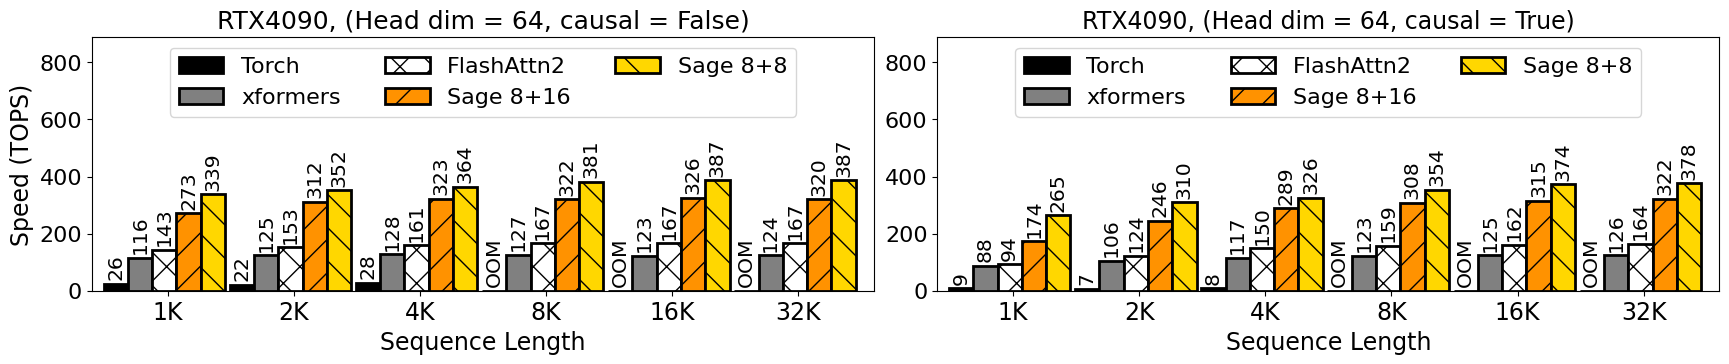 RTX4090, (Head dim = 64, causal = False)
Speed (TOPS)
800
600
400
200
0
Torch
xformers
FlashAttn2
Sage 8+16
Sage 8+8
26 116 143 273 339
22 125 153 312 352
28 128 161 323 364
OOM 127 167 322 381
OOM 123 167 326 387
OOM 124 167 320 387
1K 2K 4K 8K 16K 32K
Sequence Length
RTX4090, (Head dim = 64, causal = True)
800
600
400
200
0
Torch
xformers
FlashAttn2
Sage 8+16
Sage 8+8
9 88 94 174 265
7 106 124 246 310
8 117 150 289 326
OOM 123 159 308 354
OOM 125 162 315 374
OOM 126 164 322 378
1K 2K 4K 8K 16K 32K
Sequence Length